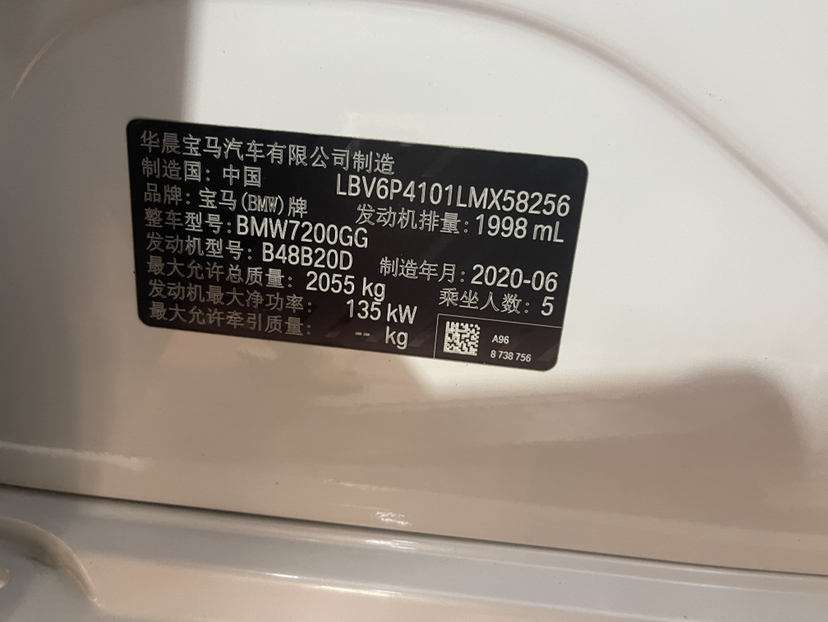 华晨宝马汽车有限公司制造
制造国: 中国 LBV6P4101LMX58256
品牌: 宝马(BMW)牌 发动机排量: 1998 mL
整车型号: BMW7200GG
发动机型号: B48B20D 制造年月: 2020-06
最大允许总质量: 2055 kg 乘坐人数: 5
发动机最大净功率: 135 kW
最大允许牵引质量: -- kg
A96
8 738 756